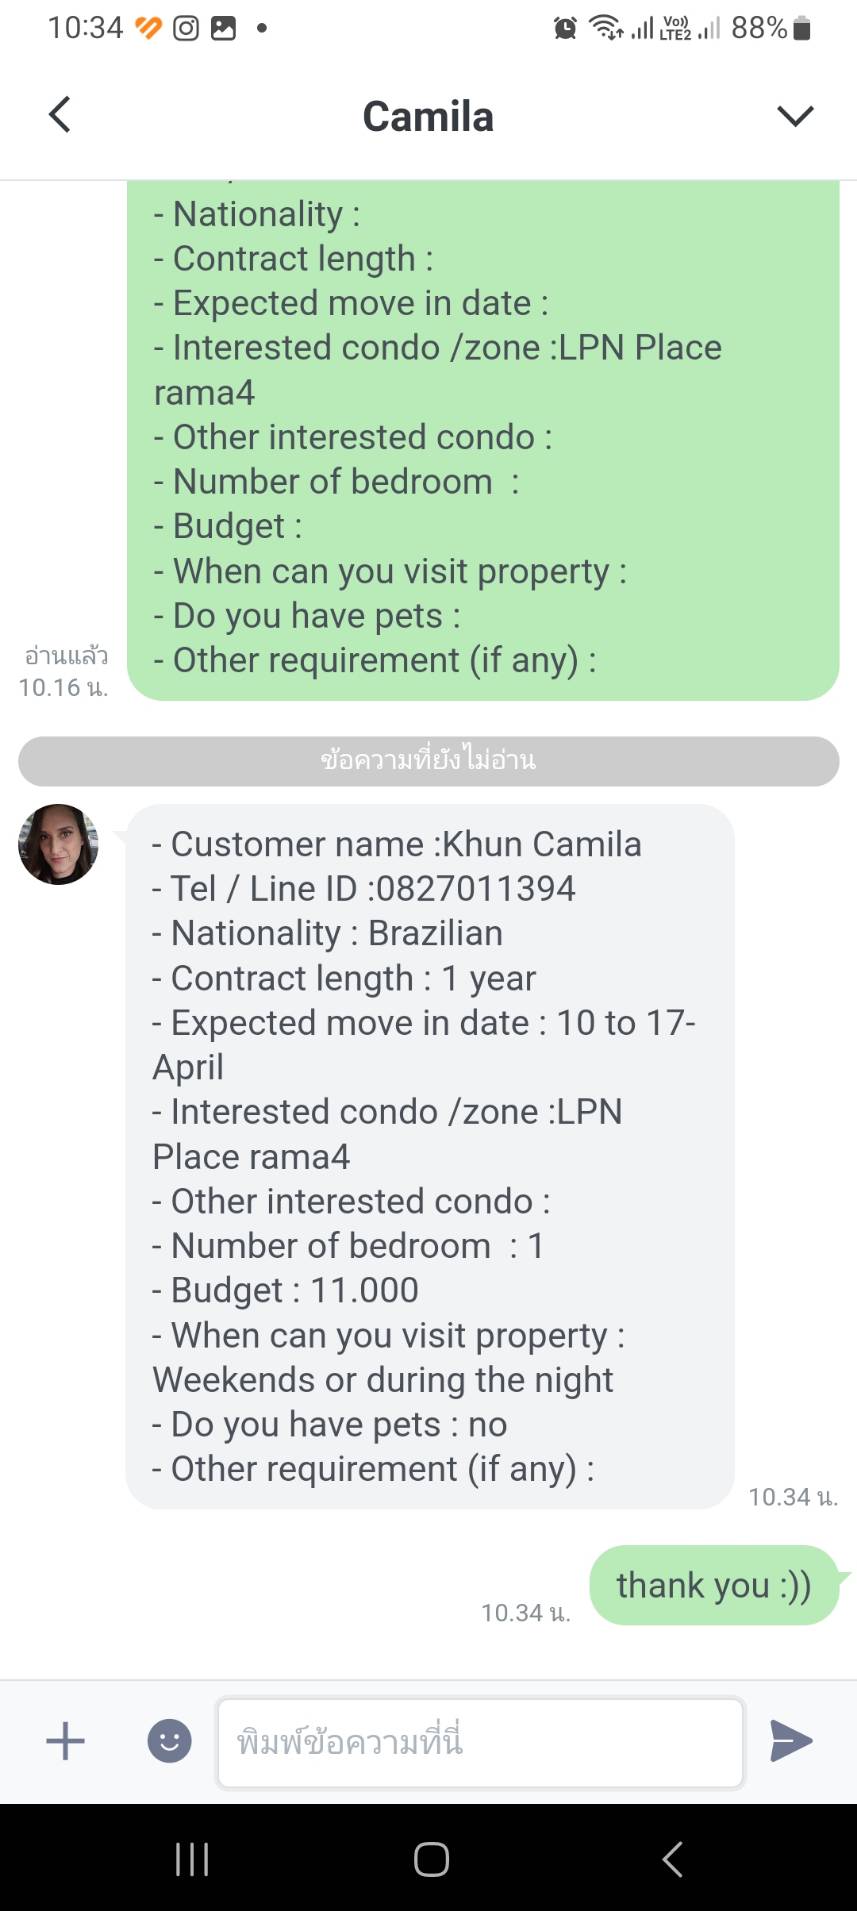 10:34 Vo)) LTE2 88%
Camila
- Nationality :
- Contract length :
- Expected move in date :
- Interested condo /zone :LPN Place
rama4
- Other interested condo :
- Number of bedroom  :
- Budget :
- When can you visit property :
- Do you have pets :
- Other requirement (if any) :
อ่านแล้ว
10.16 น.
ข้อความที่ยังไม่อ่าน
- Customer name :Khun Camila
- Tel / Line ID :0827011394
- Nationality : Brazilian
- Contract length : 1 year
- Expected move in date : 10 to 17-
April
- Interested condo /zone :LPN
Place rama4
- Other interested condo :
- Number of bedroom  : 1
- Budget : 11.000
- When can you visit property :
Weekends or during the night
- Do you have pets : no
- Other requirement (if any) :
10.34 น.
thank you :))
10.34 น.
พิมพ์ข้อความที่นี่